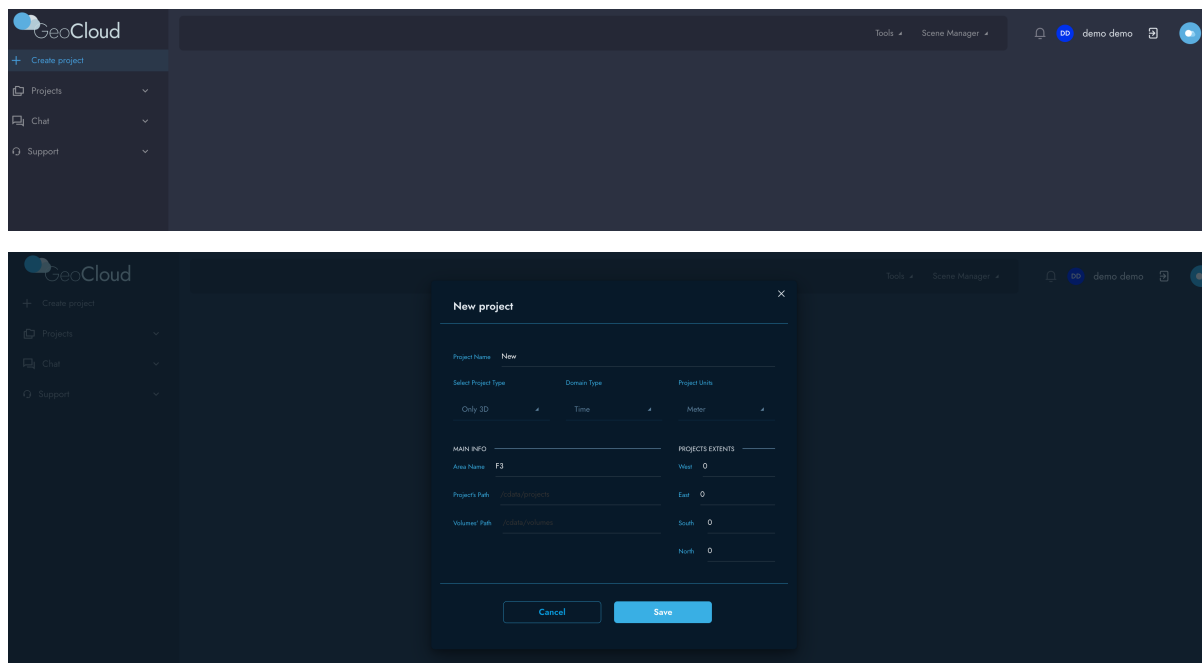 GeoCloud
Tools Scene Manager DD demo demo
Create project
Projects
Chat
Support
GeoCloud
Tools Scene Manager DD demo demo
Create project
Projects
Chat
Support
New project
Project Name New
Select Project Type Domain Type Project Units
Only 3D Time Meter
MAIN INFO PROJECTS EXTENTS
Area Name F3 West 0
Project's Path /cdata/projects East 0
Volumes' Path /cdata/volumes South 0
North 0
Cancel Save